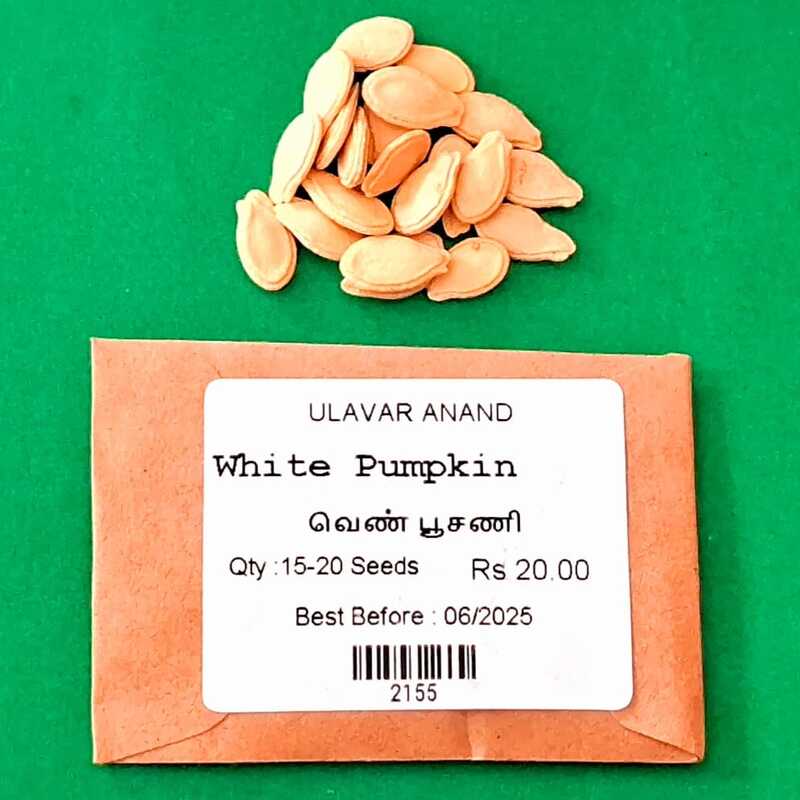 ULAVAR ANAND
White Pumpkin
வெண் பூசணி
Qty :15-20 Seeds Rs 20.00
Best Before : 06/2025
2155